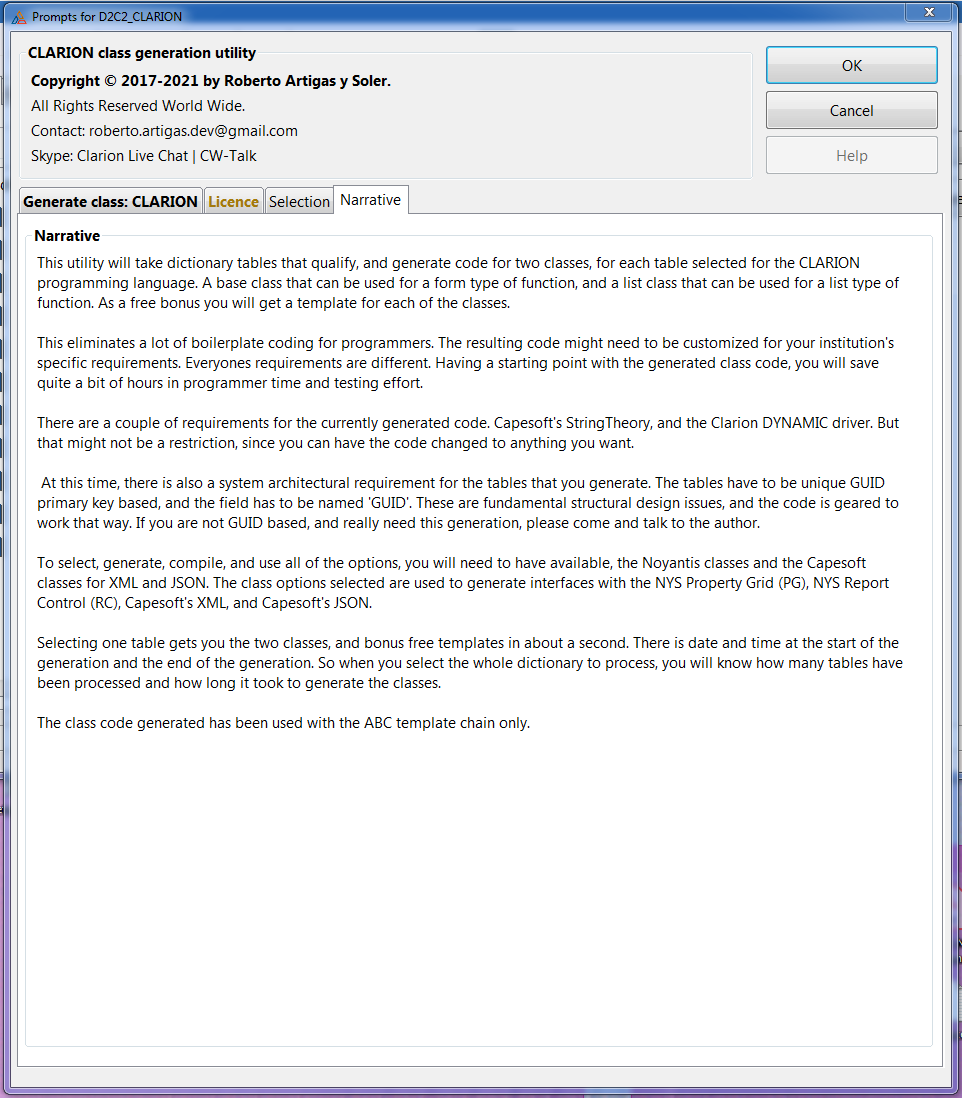 Prompts for D2C2_CLARION
CLARION class generation utility
Copyright © 2017-2021 by Roberto Artigas y Soler.
All Rights Reserved World Wide.
Contact: roberto.artigas.dev@gmail.com
Skype: Clarion Live Chat | CW-Talk
OK
Cancel
Help
Generate class: CLARION
Licence
Selection
Narrative
Narrative
This utility will take dictionary tables that qualify, and generate code for two classes, for each table selected for the CLARION
programming language. A base class that can be used for a form type of function, and a list class that can be used for a list type of
function. As a free bonus you will get a template for each of the classes.
This eliminates a lot of boilerplate coding for programmers. The resulting code might need to be customized for your institution's
specific requirements. Everyones requirements are different. Having a starting point with the generated class code, you will save
quite a bit of hours in programmer time and testing effort.
There are a couple of requirements for the currently generated code. Capesoft's StringTheory, and the Clarion DYNAMIC driver. But
that might not be a restriction, since you can have the code changed to anything you want.
At this time, there is also a system architectural requirement for the tables that you generate. The tables have to be unique GUID
primary key based, and the field has to be named 'GUID'. These are fundamental structural design issues, and the code is geared to
work that way. If you are not GUID based, and really need this generation, please come and talk to the author.
To select, generate, compile, and use all of the options, you will need to have available, the Noyantis classes and the Capesoft
classes for XML and JSON. The class options selected are used to generate interfaces with the NYS Property Grid (PG), NYS Report
Control (RC), Capesoft's XML, and Capesoft's JSON.
Selecting one table gets you the two classes, and bonus free templates in about a second. There is date and time at the start of the
generation and the end of the generation. So when you select the whole dictionary to process, you will know how many tables have
been processed and how long it took to generate the classes.
The class code generated has been used with the ABC template chain only.